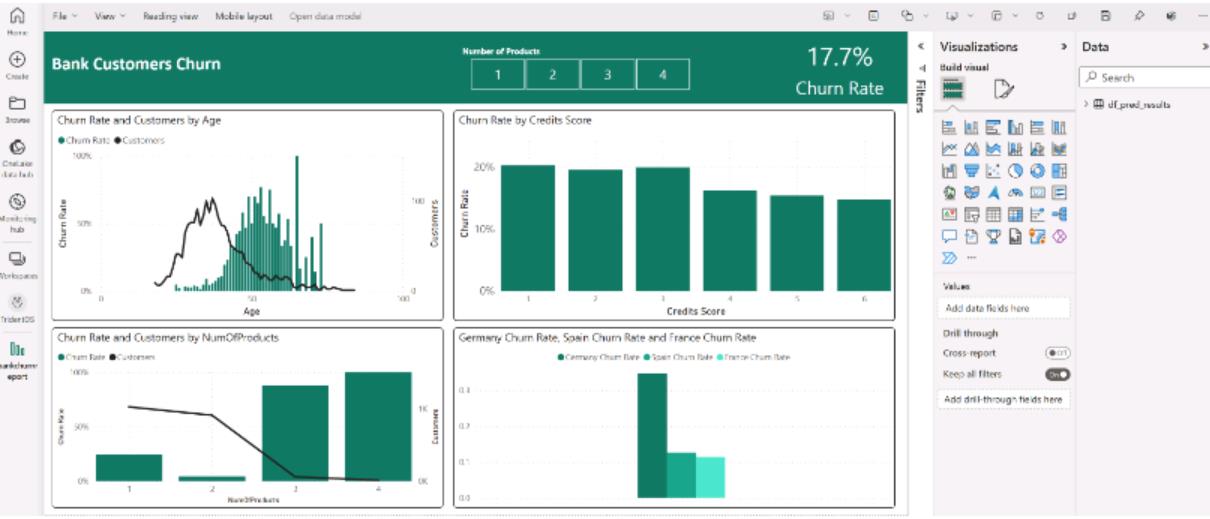 File View Reading view Mobile layout Open data model
Home
Create
Browse
OneLake
data hub
Monitoring
hub
Workspaces
TridentOS
Bank Customers Churn
Number of Products
1 2 3 4
17.7%
Churn Rate
Churn Rate and Customers by Age
Churn Rate Customers
100%
50%
0%
Churn Rate
100
0
Customers
0 50 100
Age
Churn Rate by Credits Score
20%
10%
0%
Churn Rate
1 2 3 4 5 6
Credits Score
Churn Rate and Customers by NumOfProducts
Churn Rate Customers
100%
50%
0%
Churn Rate
1K
0K
Customers
1 2 3 4
NumOfProducts
Germany Churn Rate, Spain Churn Rate and France Churn Rate
Germany Churn Rate Spain Churn Rate France Churn Rate
0.3
0.2
0.1
0.0
Filters
Visualizations
Build visual
Values
Add data fields here
Drill through
Cross-report
Off
Keep all filters
On
Add drill-through fields here
Data
Search
df_pred_results